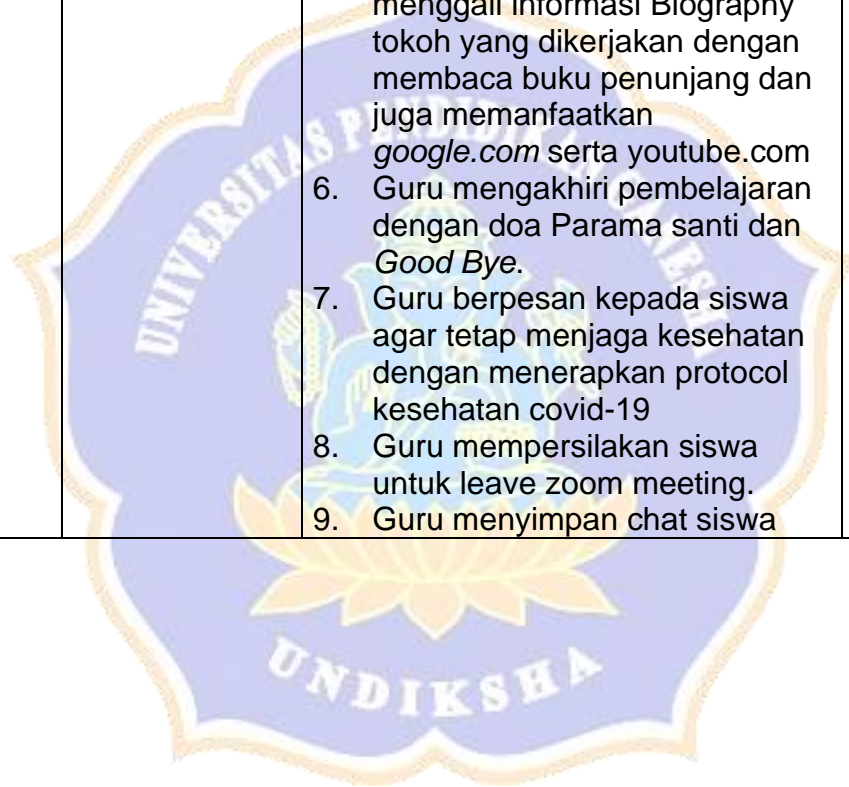 menggali informasi Biography
tokoh yang dikerjakan dengan
membaca buku penunjang dan
juga memanfaatkan
google.com serta youtube.com
6. Guru mengakhiri pembelajaran
dengan doa Parama santi dan
Good Bye.
7. Guru berpesan kepada siswa
agar tetap menjaga kesehatan
dengan menerapkan protocol
kesehatan covid-19
8. Guru mempersilakan siswa
untuk leave zoom meeting.
9. Guru menyimpan chat siswa
UNIVERSITAS PENDIDIKAN GANESHA
UNDIKSHA